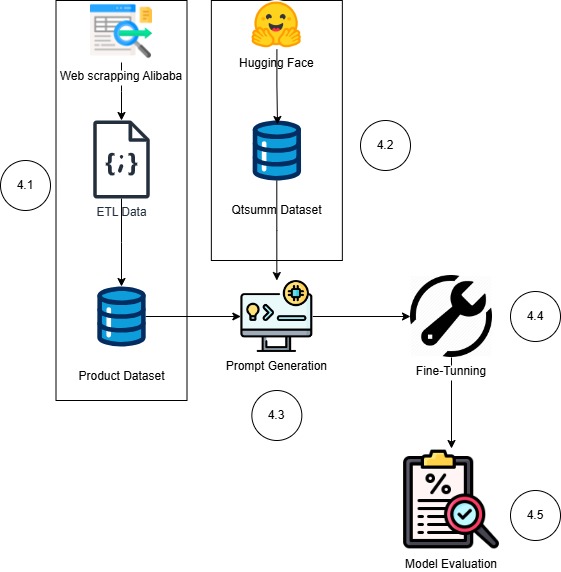 Web scrapping Alibaba
Hugging Face
4.2
{;}
4.1
ETL Data
Qtsumm Dataset
4.4
Product Dataset
Prompt Generation
Fine-Tunning
4.3
%
4.5
Model Evaluation